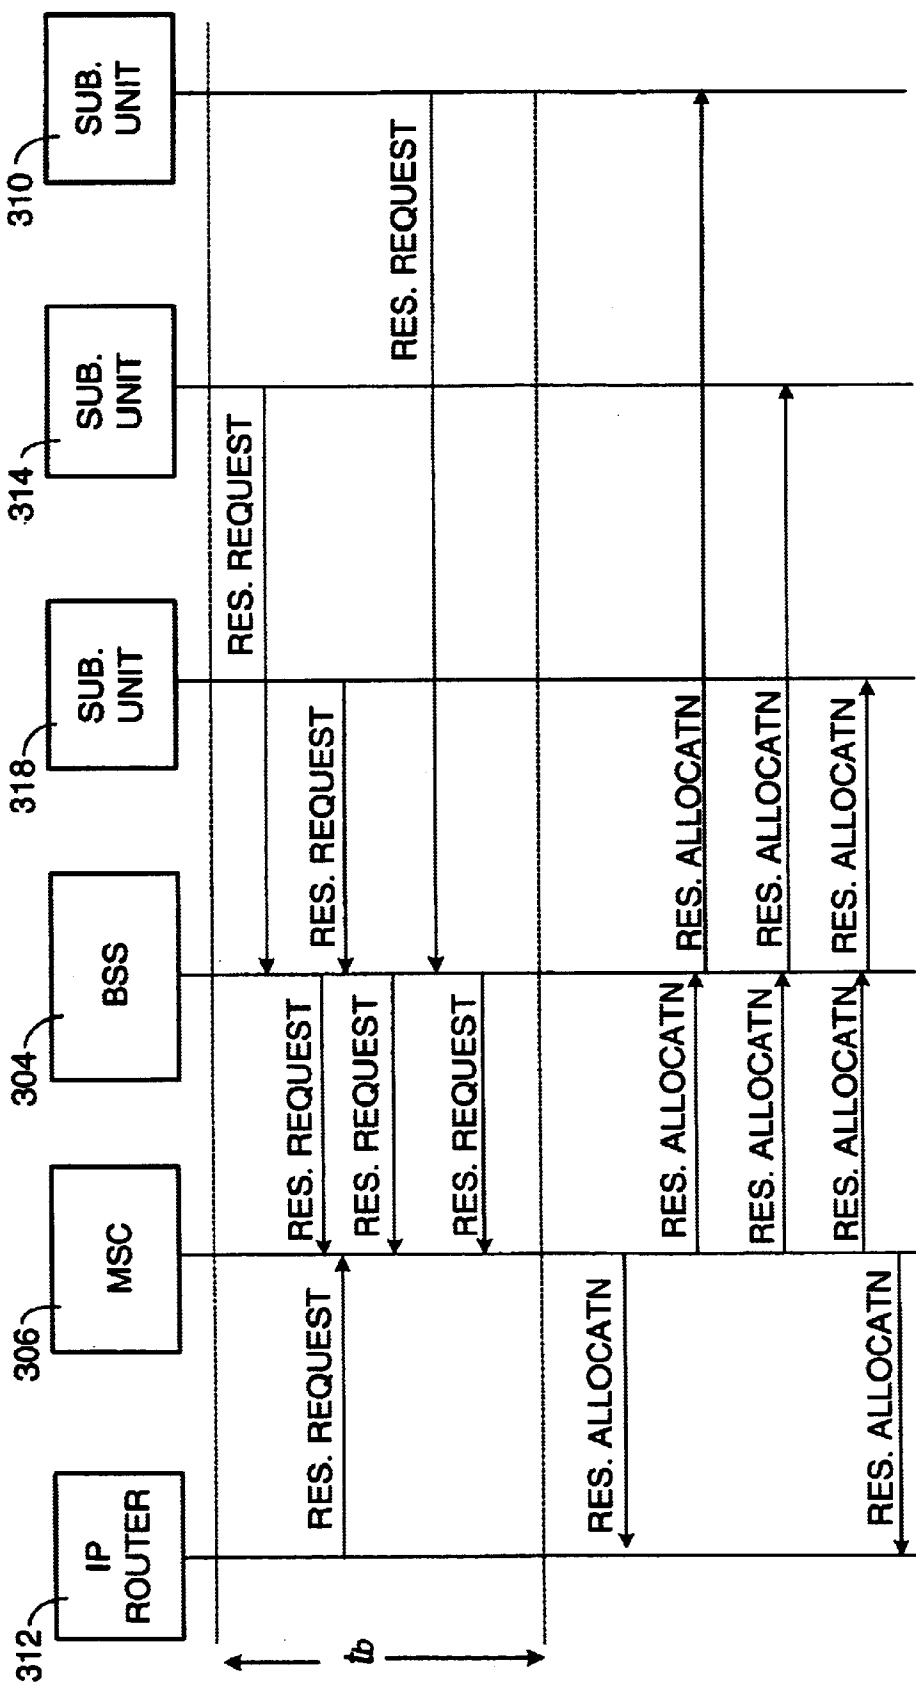 312
IP
ROUTER
306
MSC
304
BSS
318
SUB.
UNIT
314
SUB.
UNIT
310
SUB.
UNIT
tb
RES. REQUEST
RES. REQUEST
RES. REQUEST
RES. REQUEST
RES. REQUEST
RES. REQUEST
RES. REQUEST
RES. ALLOCATN
RES. ALLOCATN
RES. ALLOCATN
RES. ALLOCATN
RES. ALLOCATN
RES. ALLOCATN
RES. ALLOCATN
RES. ALLOCATN